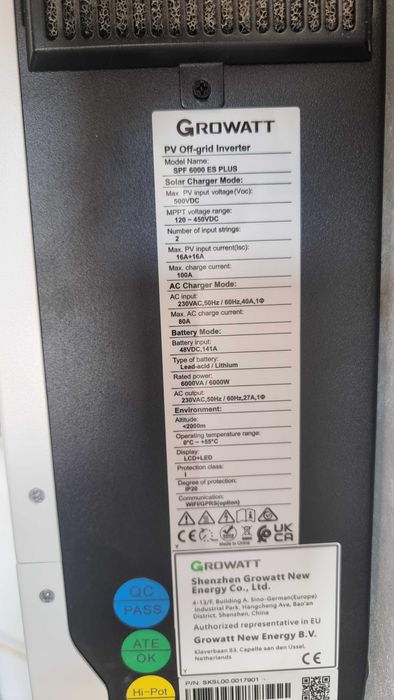 GROWATT
PV Off-grid Inverter
Model Name:
SPF 6000 ES PLUS
Solar Charger Mode:
Max. PV input voltage(Voc):
500VDC
MPPT voltage range:
120 ~ 450VDC
Number of input strings:
2
Max. PV input current(Isc):
16A+16A
Max. charge current:
100A
AC Charger Mode:
AC input:
230VAC,50Hz / 60Hz,40A,1Φ
Max. AC charge current:
80A
Battery Mode:
Battery input:
48VDC,141A
Type of battery:
Lead-acid / Lithium
Rated power:
6000VA / 6000W
AC output:
230VAC,50Hz / 60Hz,27A,1Φ
Environment:
Altitude:
<2000m
Operating temperature range:
0°C ~ +55°C
Display:
LCD+LED
Protection class:
I
Degree of protection:
IP20
Communication:
WIFI/GPRS(option)
CE UK CA
Made in China
GROWATT
Shenzhen Growatt New
Energy Co., Ltd.
4-13/F, Building A, Sino-German(Europe)
Industrial Park, Hangcheng Ave, Bao'an
District, Shenzhen, China
Authorized representative in EU
Growatt New Energy B.V.
Klaverbaan 83, Capelle aan den IJssel,
Netherlands
CE
QC
PASS
ATE
OK
Hi-Pot
P/N: SKSL00.0017901